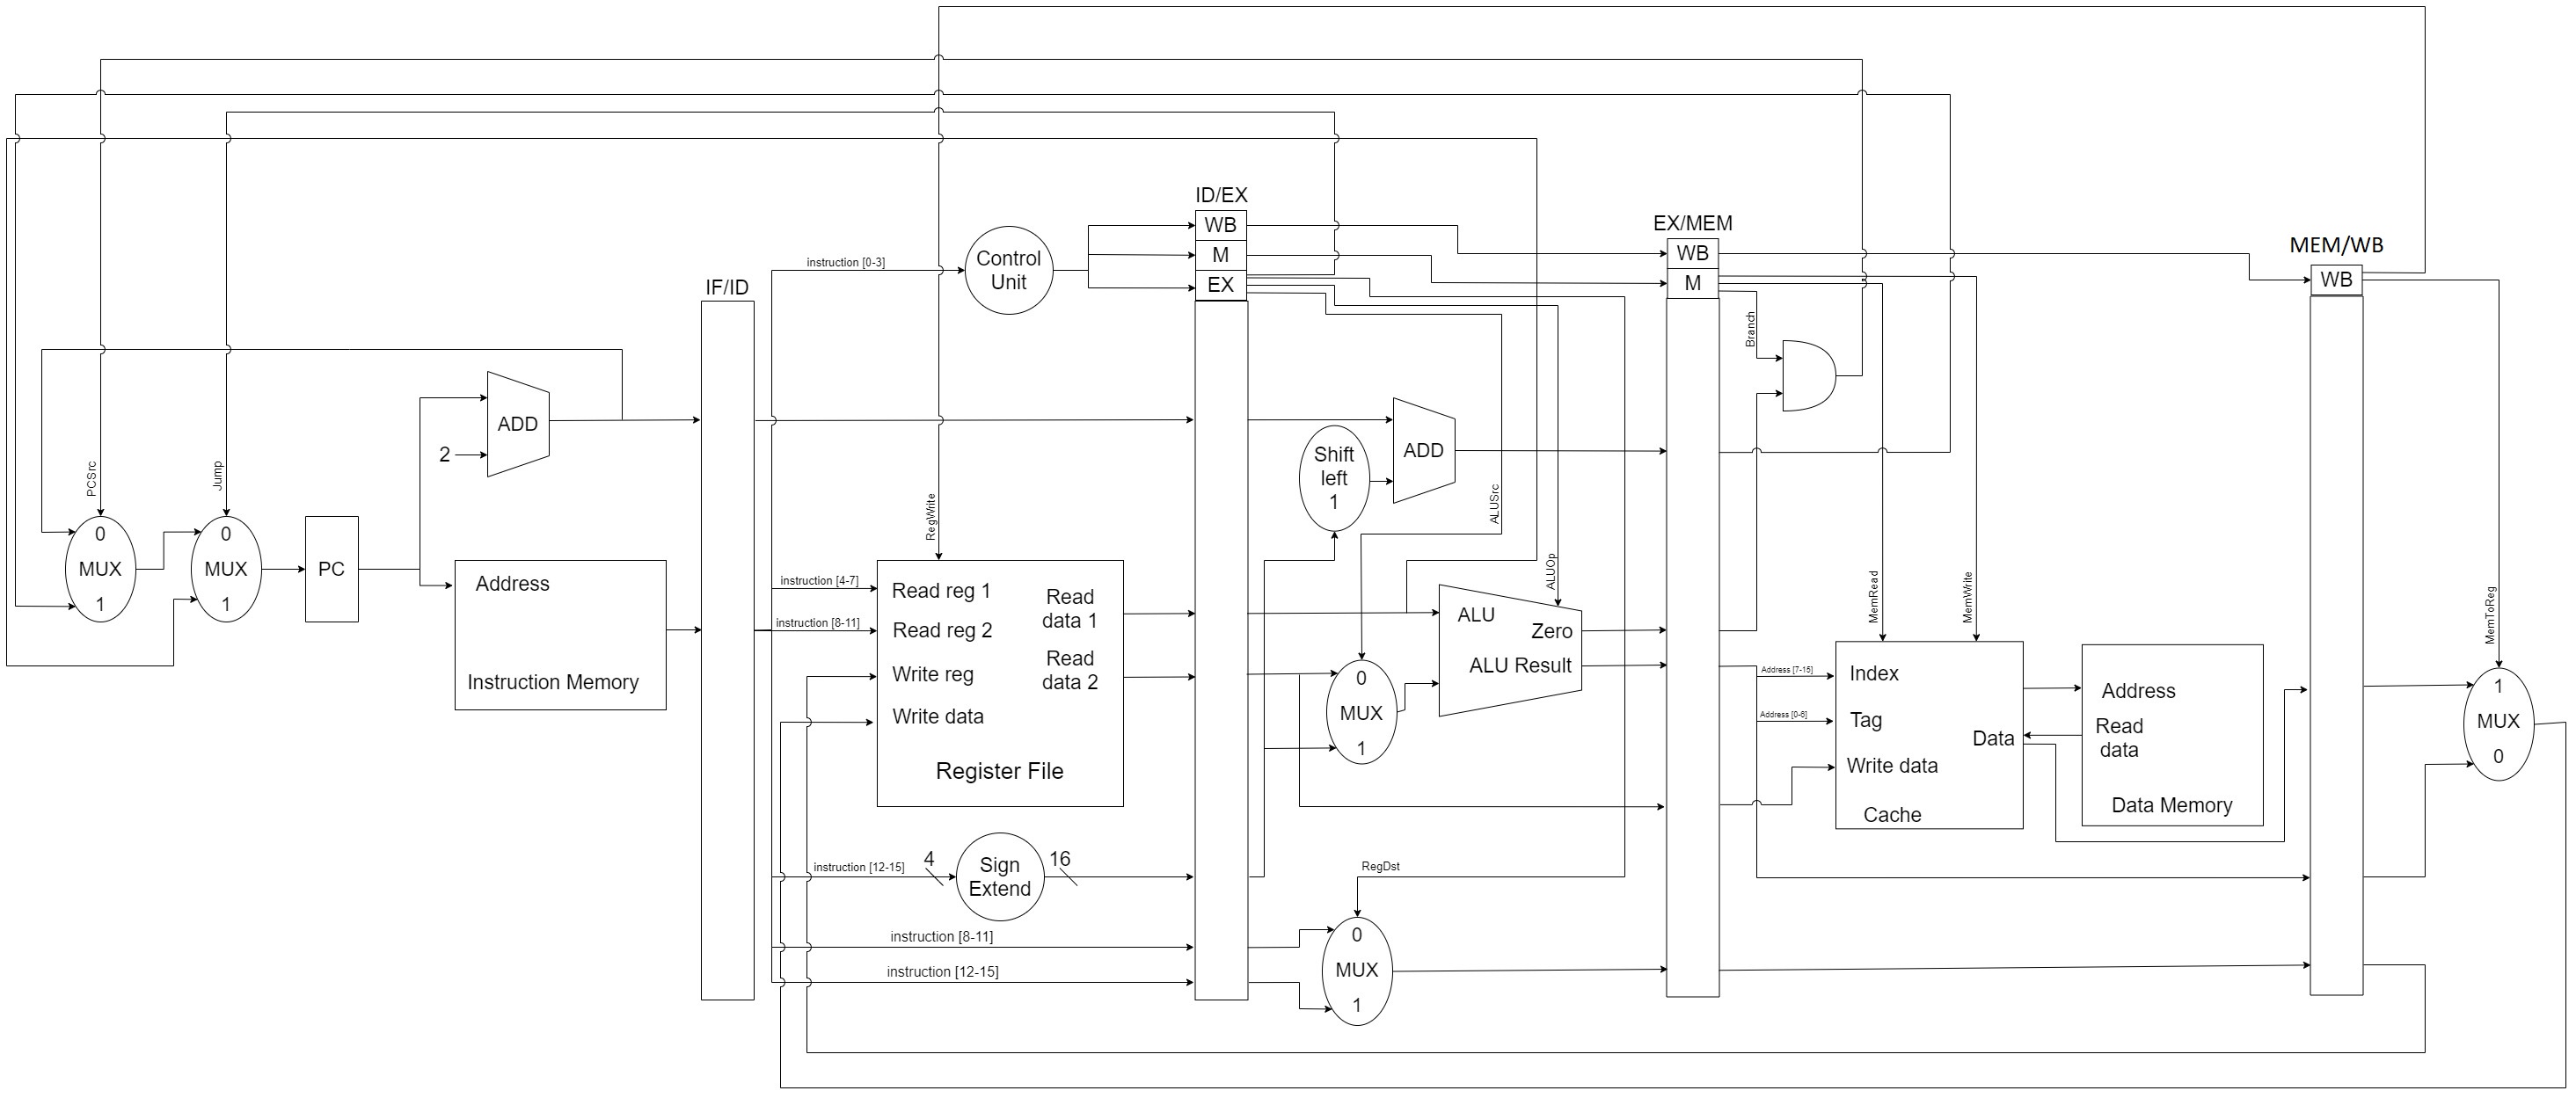 ID/EX
EX/MEM
MEM/WB
IF/ID
WB
M
EX
WB
M
WB
Control
Unit
instruction [0-3]
Branch
ADD
2
PCSrc
Jump
0
MUX
1
0
MUX
1
PC
Address
Instruction Memory
RegWrite
instruction [4-7]
instruction [8-11]
Read reg 1
Read reg 2
Write reg
Write data
Read
data 1
Read
data 2
Register File
instruction [12-15]
4
Sign
Extend
16
instruction [8-11]
instruction [12-15]
Shift
left
1
ADD
ALUSrc
ALUOp
ALU
Zero
ALU Result
0
MUX
1
RegDst
0
MUX
1
MemRead
MemWrite
Address [7-15]
Address [0-6]
Index
Tag
Data
Write data
Cache
Address
Read
data
Data Memory
MemToReg
1
MUX
0